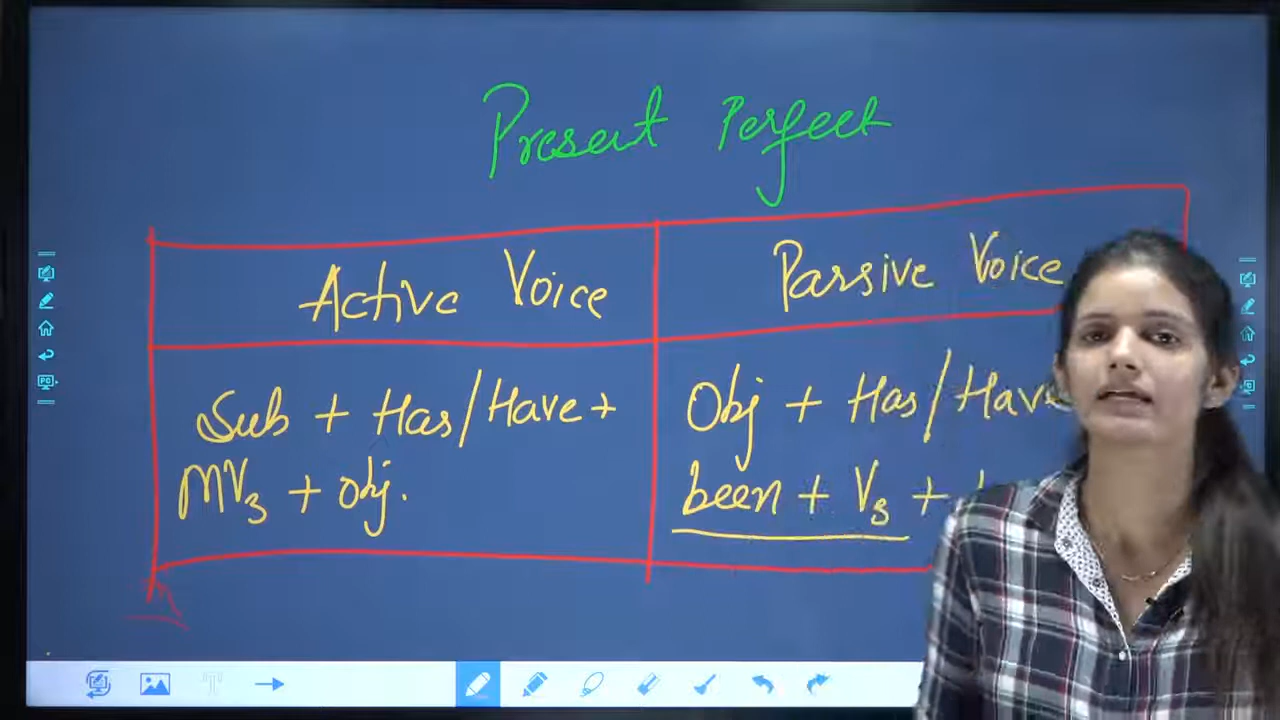 Present Perfect
Active Voice
Passive Voice
Sub + Has/Have +
MV3 + Obj.
Obj + Has/Have
been + V3 +